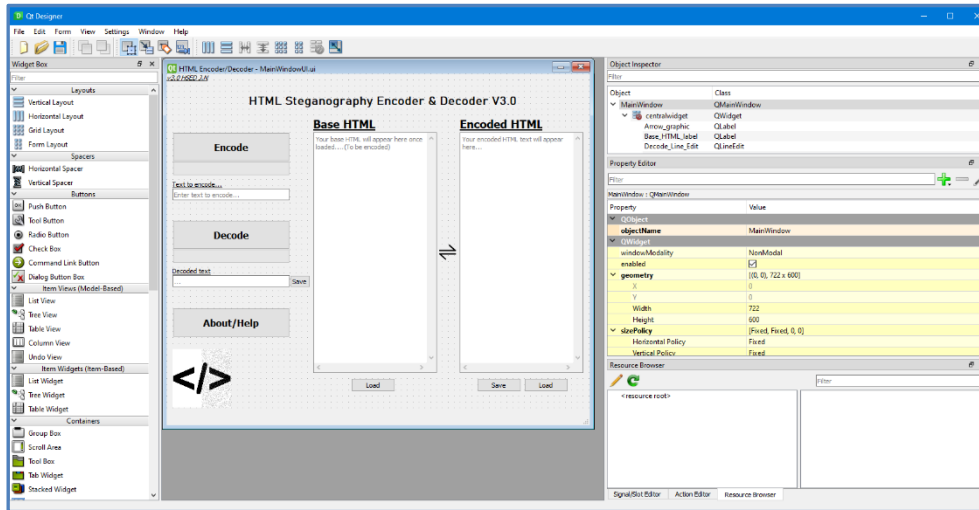 Qt Designer
File Edit Form View Settings Window Help
Widget Box
Filter
Layouts
Vertical Layout
Horizontal Layout
Grid Layout
Form Layout
Spacers
Horizontal Spacer
Vertical Spacer
Buttons
Push Button
Tool Button
Radio Button
Check Box
Command Link Button
Dialog Button Box
Item Views (Model-Based)
List View
Tree View
Table View
Column View
Undo View
Item Widgets (Item-Based)
List Widget
Tree Widget
Table Widget
Containers
Group Box
Scroll Area
Tool Box
Tab Widget
Stacked Widget
HTML Encoder/Decoder - MainWindowUI.ui
HTML Steganography Encoder & Decoder V3.0
Encode
Text to encode...
Enter text to encode...
Decode
Decoded text
...
Save
About/Help
</>
Base HTML
Your base HTML will appear here once
loaded....(To be encoded)
Load
Encoded HTML
Your encoded HTML text will appear
here...
Save Load
Object Inspector
Filter
Object Class
MainWindow QMainWindow
centralwidget QWidget
Arrow_graphic QLabel
Base_HTML_label QLabel
Decode_Line_Edit QLineEdit
Property Editor
Filter
MainWindow : QMainWindow
Property Value
QObject
objectName MainWindow
QWidget
windowModality NonModal
enabled
geometry [(0, 0), 722 x 600]
X 0
Y 0
Width 722
Height 600
sizePolicy [Fixed, Fixed, 0, 0]
Horizontal Policy Fixed
Vertical Policy Fixed
Resource Browser
Filter
<resource root>
Signal/Slot Editor Action Editor Resource Browser